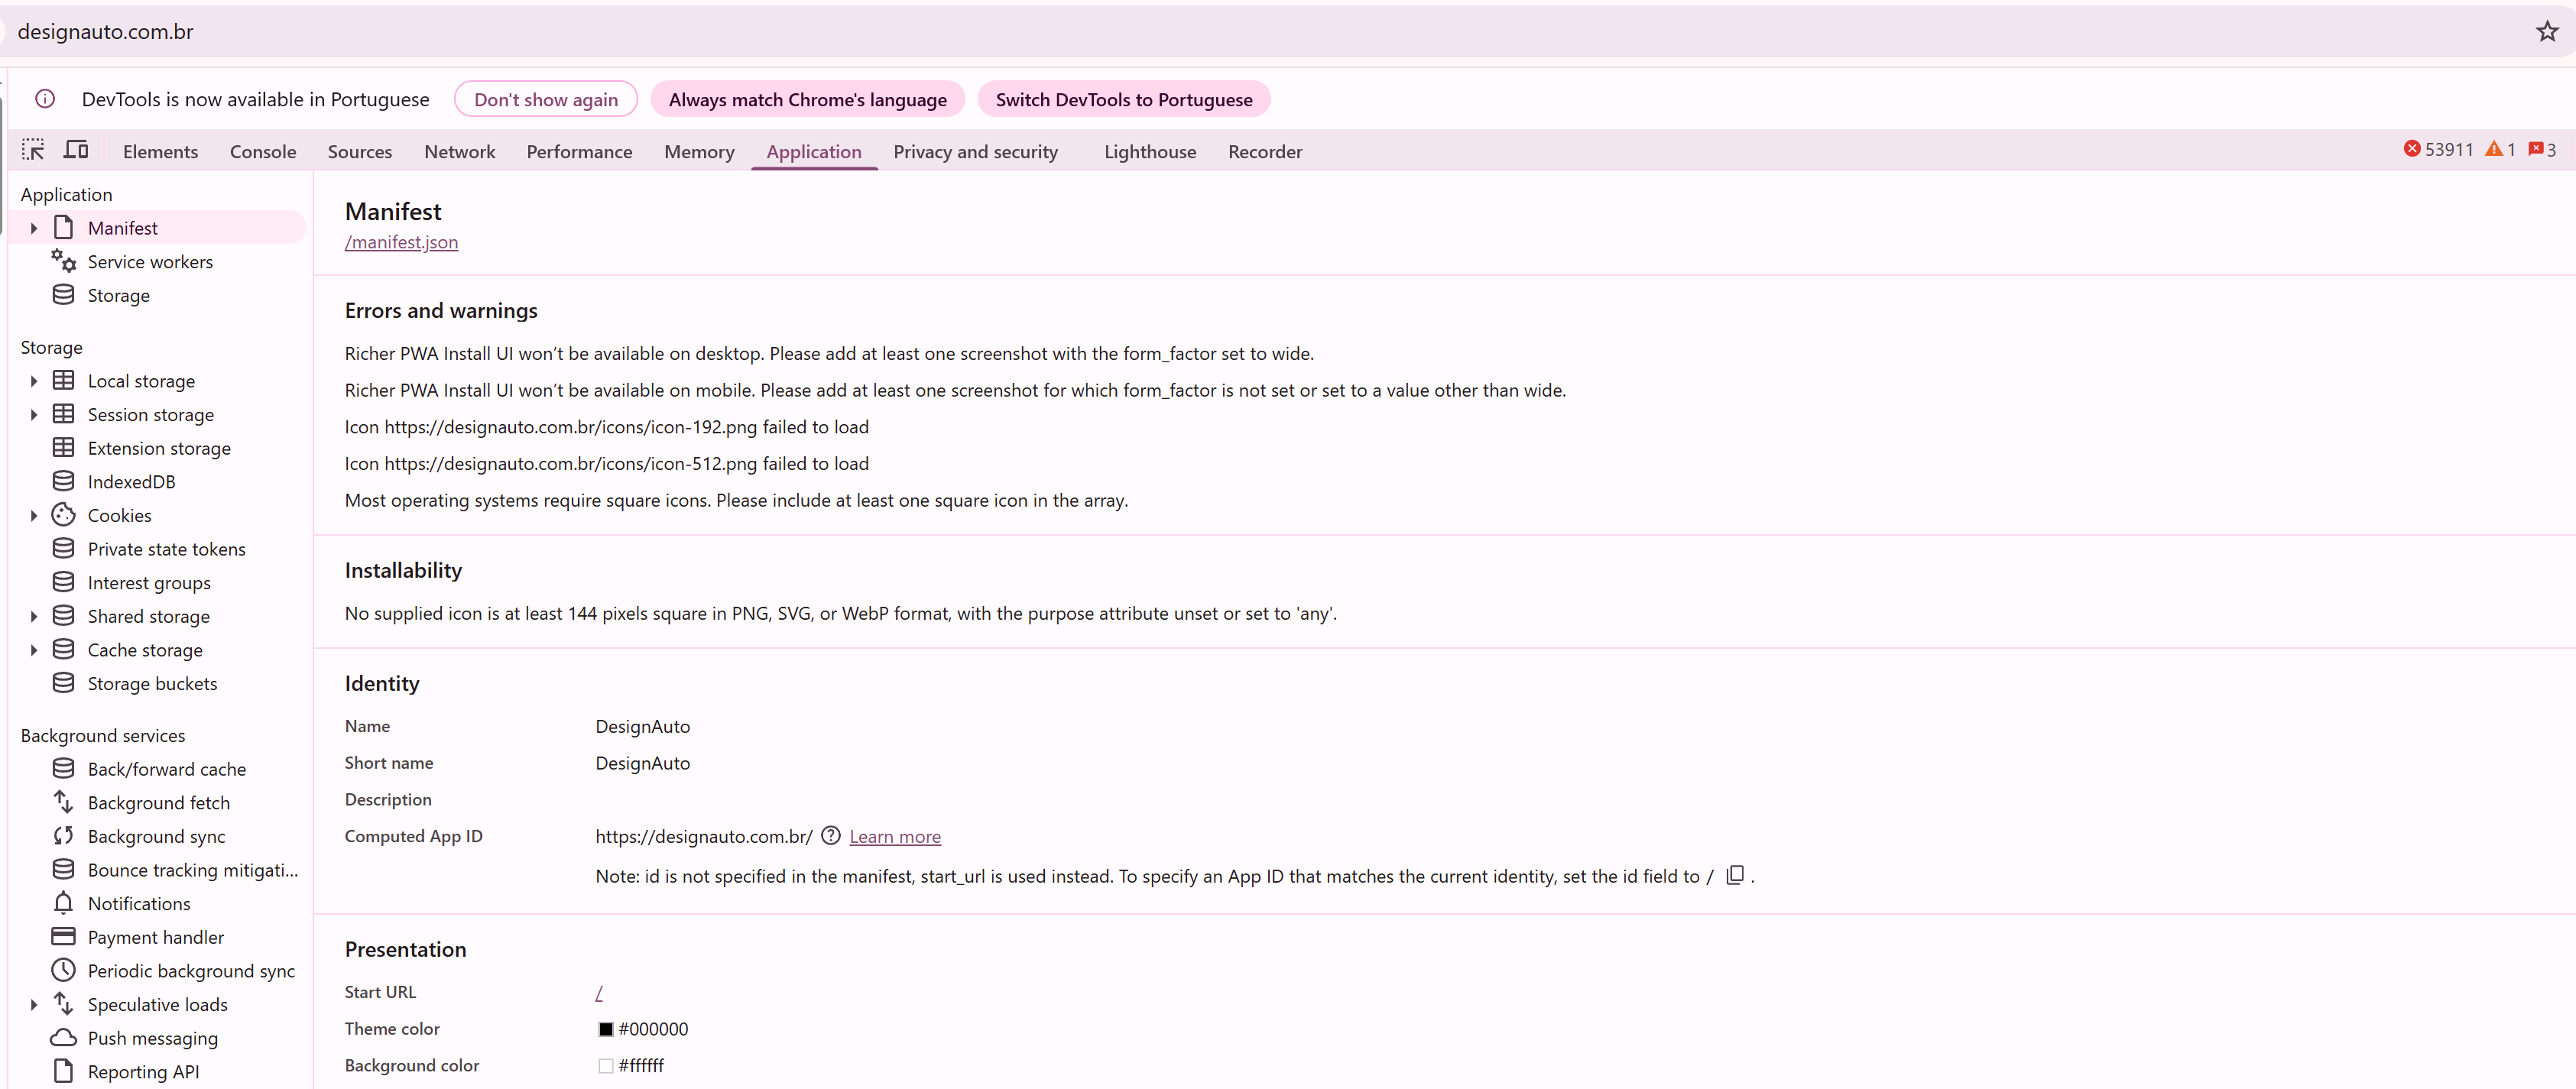 designauto.com.br
DevTools is now available in Portuguese Don't show again Always match Chrome's language Switch DevTools to Portuguese
Elements Console Sources Network Performance Memory Application Privacy and security Lighthouse Recorder 53911 1 3
Application
Manifest
Service workers
Storage
Storage
Local storage
Session storage
Extension storage
IndexedDB
Cookies
Private state tokens
Interest groups
Shared storage
Cache storage
Storage buckets
Background services
Back/forward cache
Background fetch
Background sync
Bounce tracking mitigati...
Notifications
Payment handler
Periodic background sync
Speculative loads
Push messaging
Reporting API
Manifest
/manifest.json
Errors and warnings
Richer PWA Install UI won’t be available on desktop. Please add at least one screenshot with the form_factor set to wide.
Richer PWA Install UI won’t be available on mobile. Please add at least one screenshot for which form_factor is not set or set to a value other than wide.
Icon https://designauto.com.br/icons/icon-192.png failed to load
Icon https://designauto.com.br/icons/icon-512.png failed to load
Most operating systems require square icons. Please include at least one square icon in the array.
Installability
No supplied icon is at least 144 pixels square in PNG, SVG, or WebP format, with the purpose attribute unset or set to 'any'.
Identity
Name DesignAuto
Short name DesignAuto
Description
Computed App ID https://designauto.com.br/ Learn more
Note: id is not specified in the manifest, start_url is used instead. To specify an App ID that matches the current identity, set the id field to / .
Presentation
Start URL /
Theme color #000000
Background color #ffffff